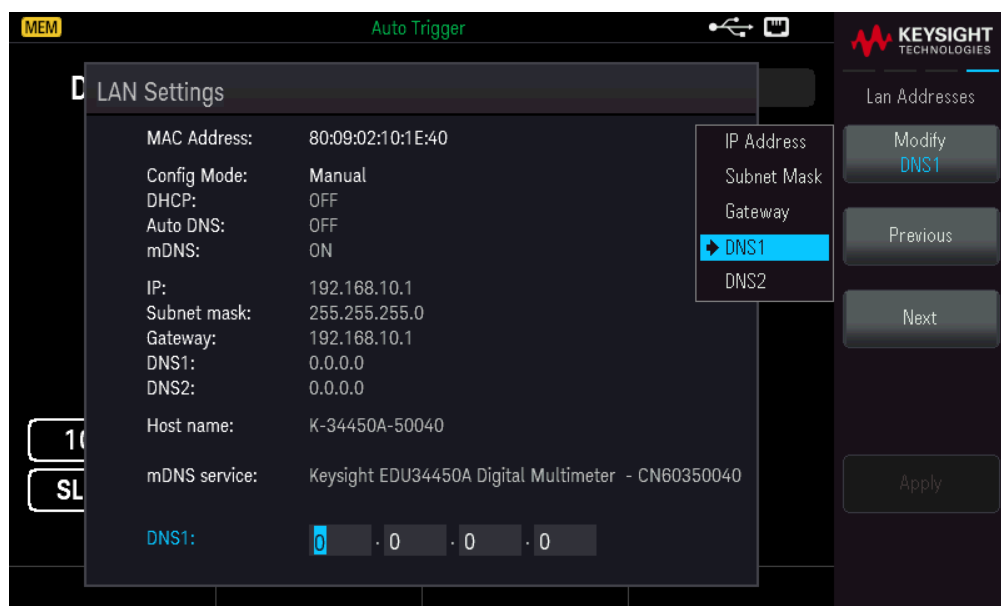 MEM
Auto Trigger
KEYSIGHT
TECHNOLOGIES
D
LAN Settings
Lan Addresses
MAC Address: 80:09:02:10:1E:40
Config Mode: Manual
DHCP: OFF
Auto DNS: OFF
mDNS: ON
IP: 192.168.10.1
Subnet mask: 255.255.255.0
Gateway: 192.168.10.1
DNS1: 0.0.0.0
DNS2: 0.0.0.0
Host name: K-34450A-50040
mDNS service: Keysight EDU34450A Digital Multimeter - CN60350040
DNS1: 0 . 0 . 0 . 0
10
SL
IP Address
Subnet Mask
Gateway
DNS1
DNS2
Modify
DNS1
Previous
Next
Apply